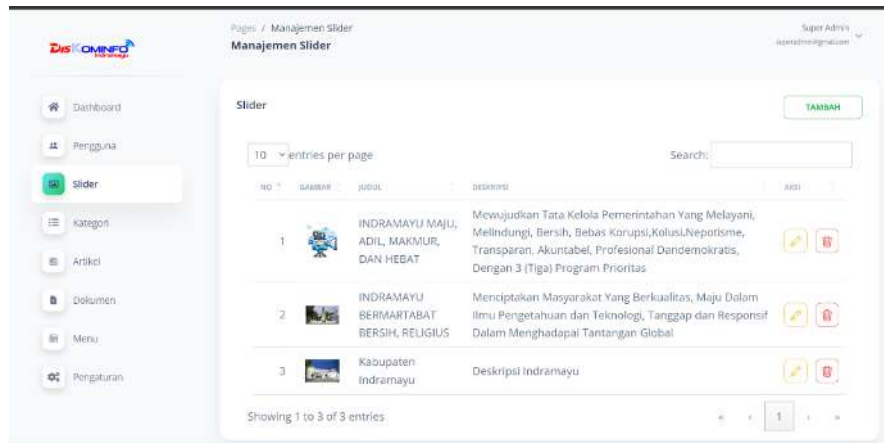 DISKOMINFO
Indramayu
Pages / Manajemen Slider
Manajemen Slider
Super Admin
superadmin@gmail.com
Dashboard
Pengguna
Slider
Kategori
Artikel
Dokumen
Menu
Pengaturan
Slider
TAMBAH
10 entries per page
Search:
NO GAMBAR JUDUL DESKRIPSI AKSI
1
INDRAMAYU MAJU,
ADIL, MAKMUR,
DAN HEBAT
Mewujudkan Tata Kelola Pemerintahan Yang Melayani,
Melindungi, Bersih, Bebas Korupsi,Kolusi,Nepotisme,
Transparan, Akuntabel, Profesional Dandemokratis,
Dengan 3 (Tiga) Program Prioritas
2
INDRAMAYU
BERMARTABAT
BERSIH, RELIGIUS
Menciptakan Masyarakat Yang Berkualitas, Maju Dalam
Ilmu Pengetahuan dan Teknologi, Tanggap dan Responsif
Dalam Menghadapai Tantangan Global
3
Kabupaten
Indramayu
Deskripsi Indramayu
Showing 1 to 3 of 3 entries
« ‹ 1 › »